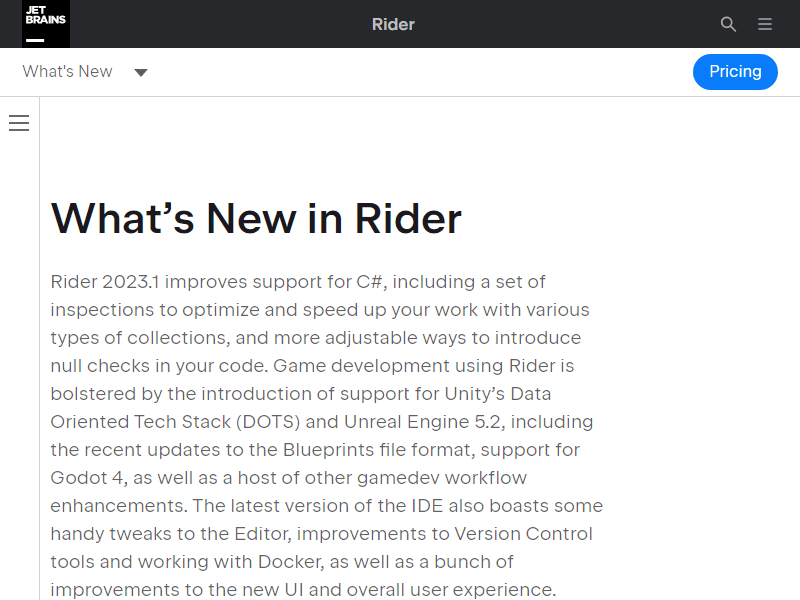 JET
BRAINS
Rider
What's New
Pricing
What’s New in Rider
Rider 2023.1 improves support for C#, including a set of
inspections to optimize and speed up your work with various
types of collections, and more adjustable ways to introduce
null checks in your code. Game development using Rider is
bolstered by the introduction of support for Unity’s Data
Oriented Tech Stack (DOTS) and Unreal Engine 5.2, including
the recent updates to the Blueprints file format, support for
Godot 4, as well as a host of other gamedev workflow
enhancements. The latest version of the IDE also boasts some
handy tweaks to the Editor, improvements to Version Control
tools and working with Docker, as well as a bunch of
improvements to the new UI and overall user experience.